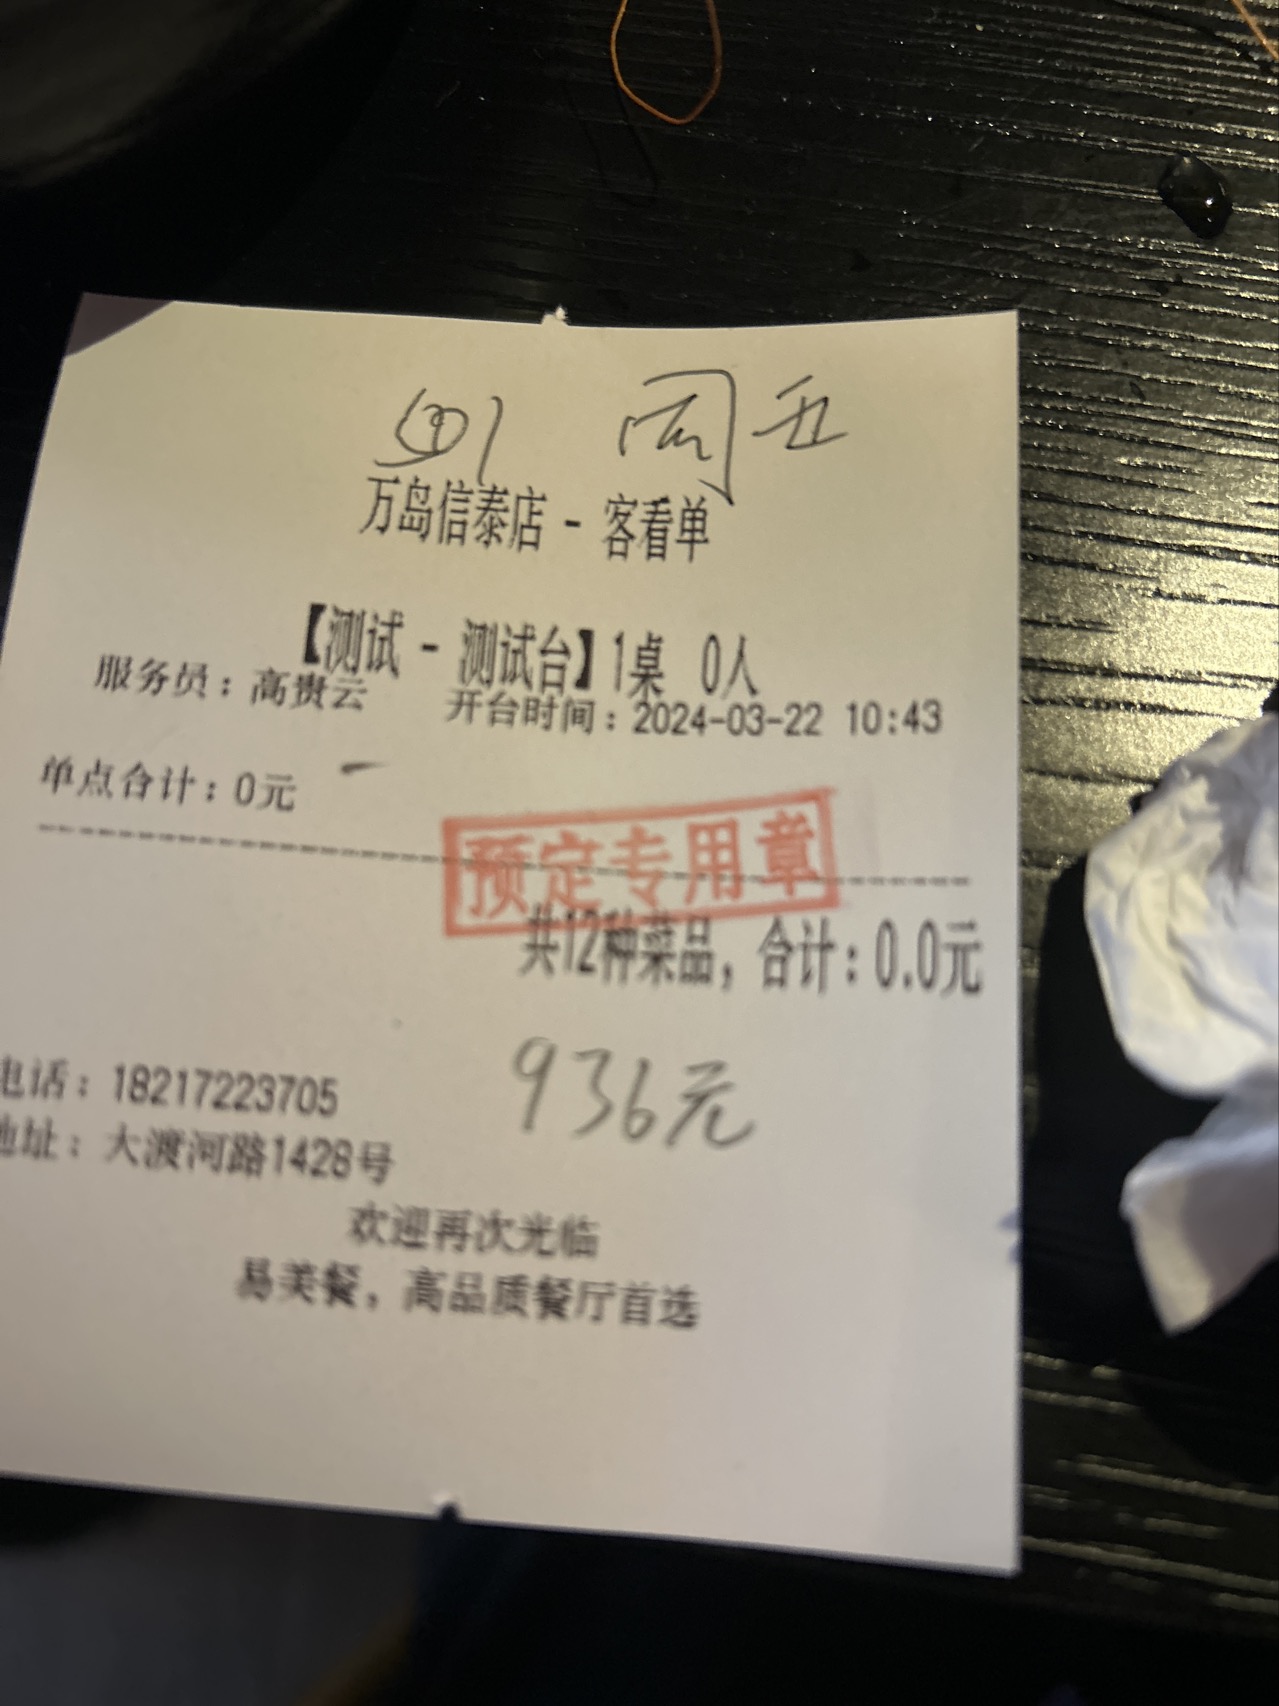 周五
万岛信泰店 - 客看单
【测试 - 测试台】1桌 0人
服务员：高贵云 开台时间：2024-03-22 10:43
单点合计：0元
预定专用章
共12种菜品，合计：0.0元
936元
电话：18217223705
地址：大渡河路1428号
欢迎再次光临
易美餐，高品质餐厅首选